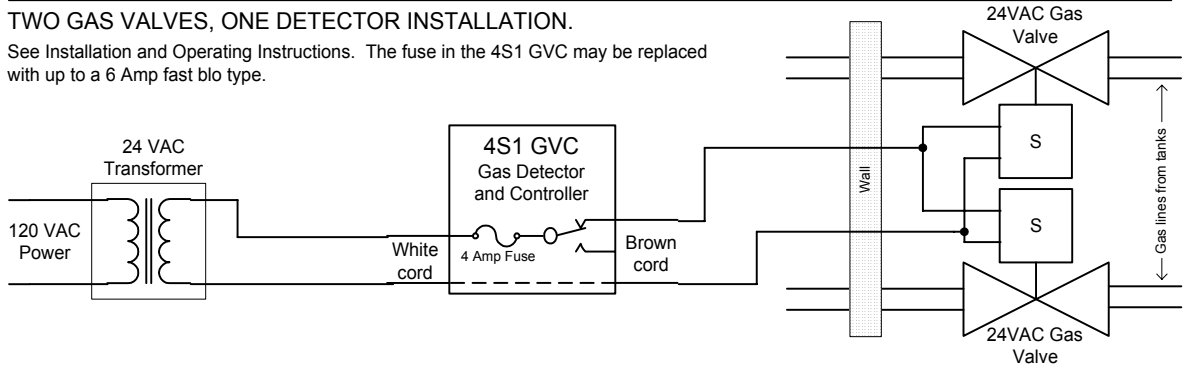 TWO GAS VALVES, ONE DETECTOR INSTALLATION.
See Installation and Operating Instructions. The fuse in the 4S1 GVC may be replaced
with up to a 6 Amp fast blo type.
24VAC Gas
Valve
24 VAC
Transformer
120 VAC
Power
4S1 GVC
Gas Detector
and Controller
4 Amp Fuse
White
cord
Brown
cord
Wall
S
S
Gas lines from tanks
24VAC Gas
Valve